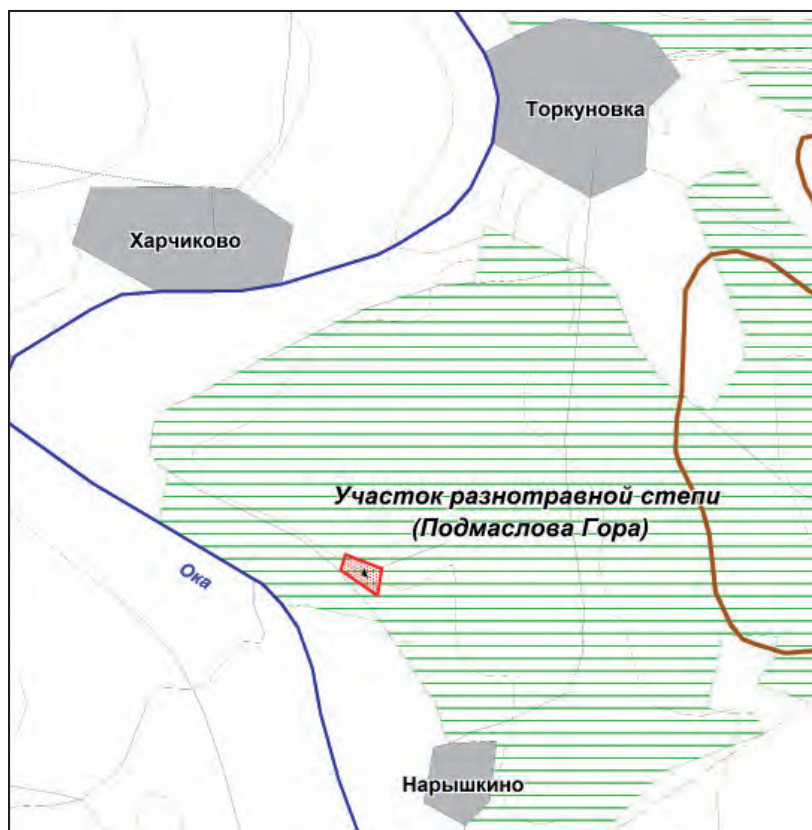 Торкуновка
Харчиково
Участок разнотравной степи
(Подмаслова Гора)
Ока
Нарышкино